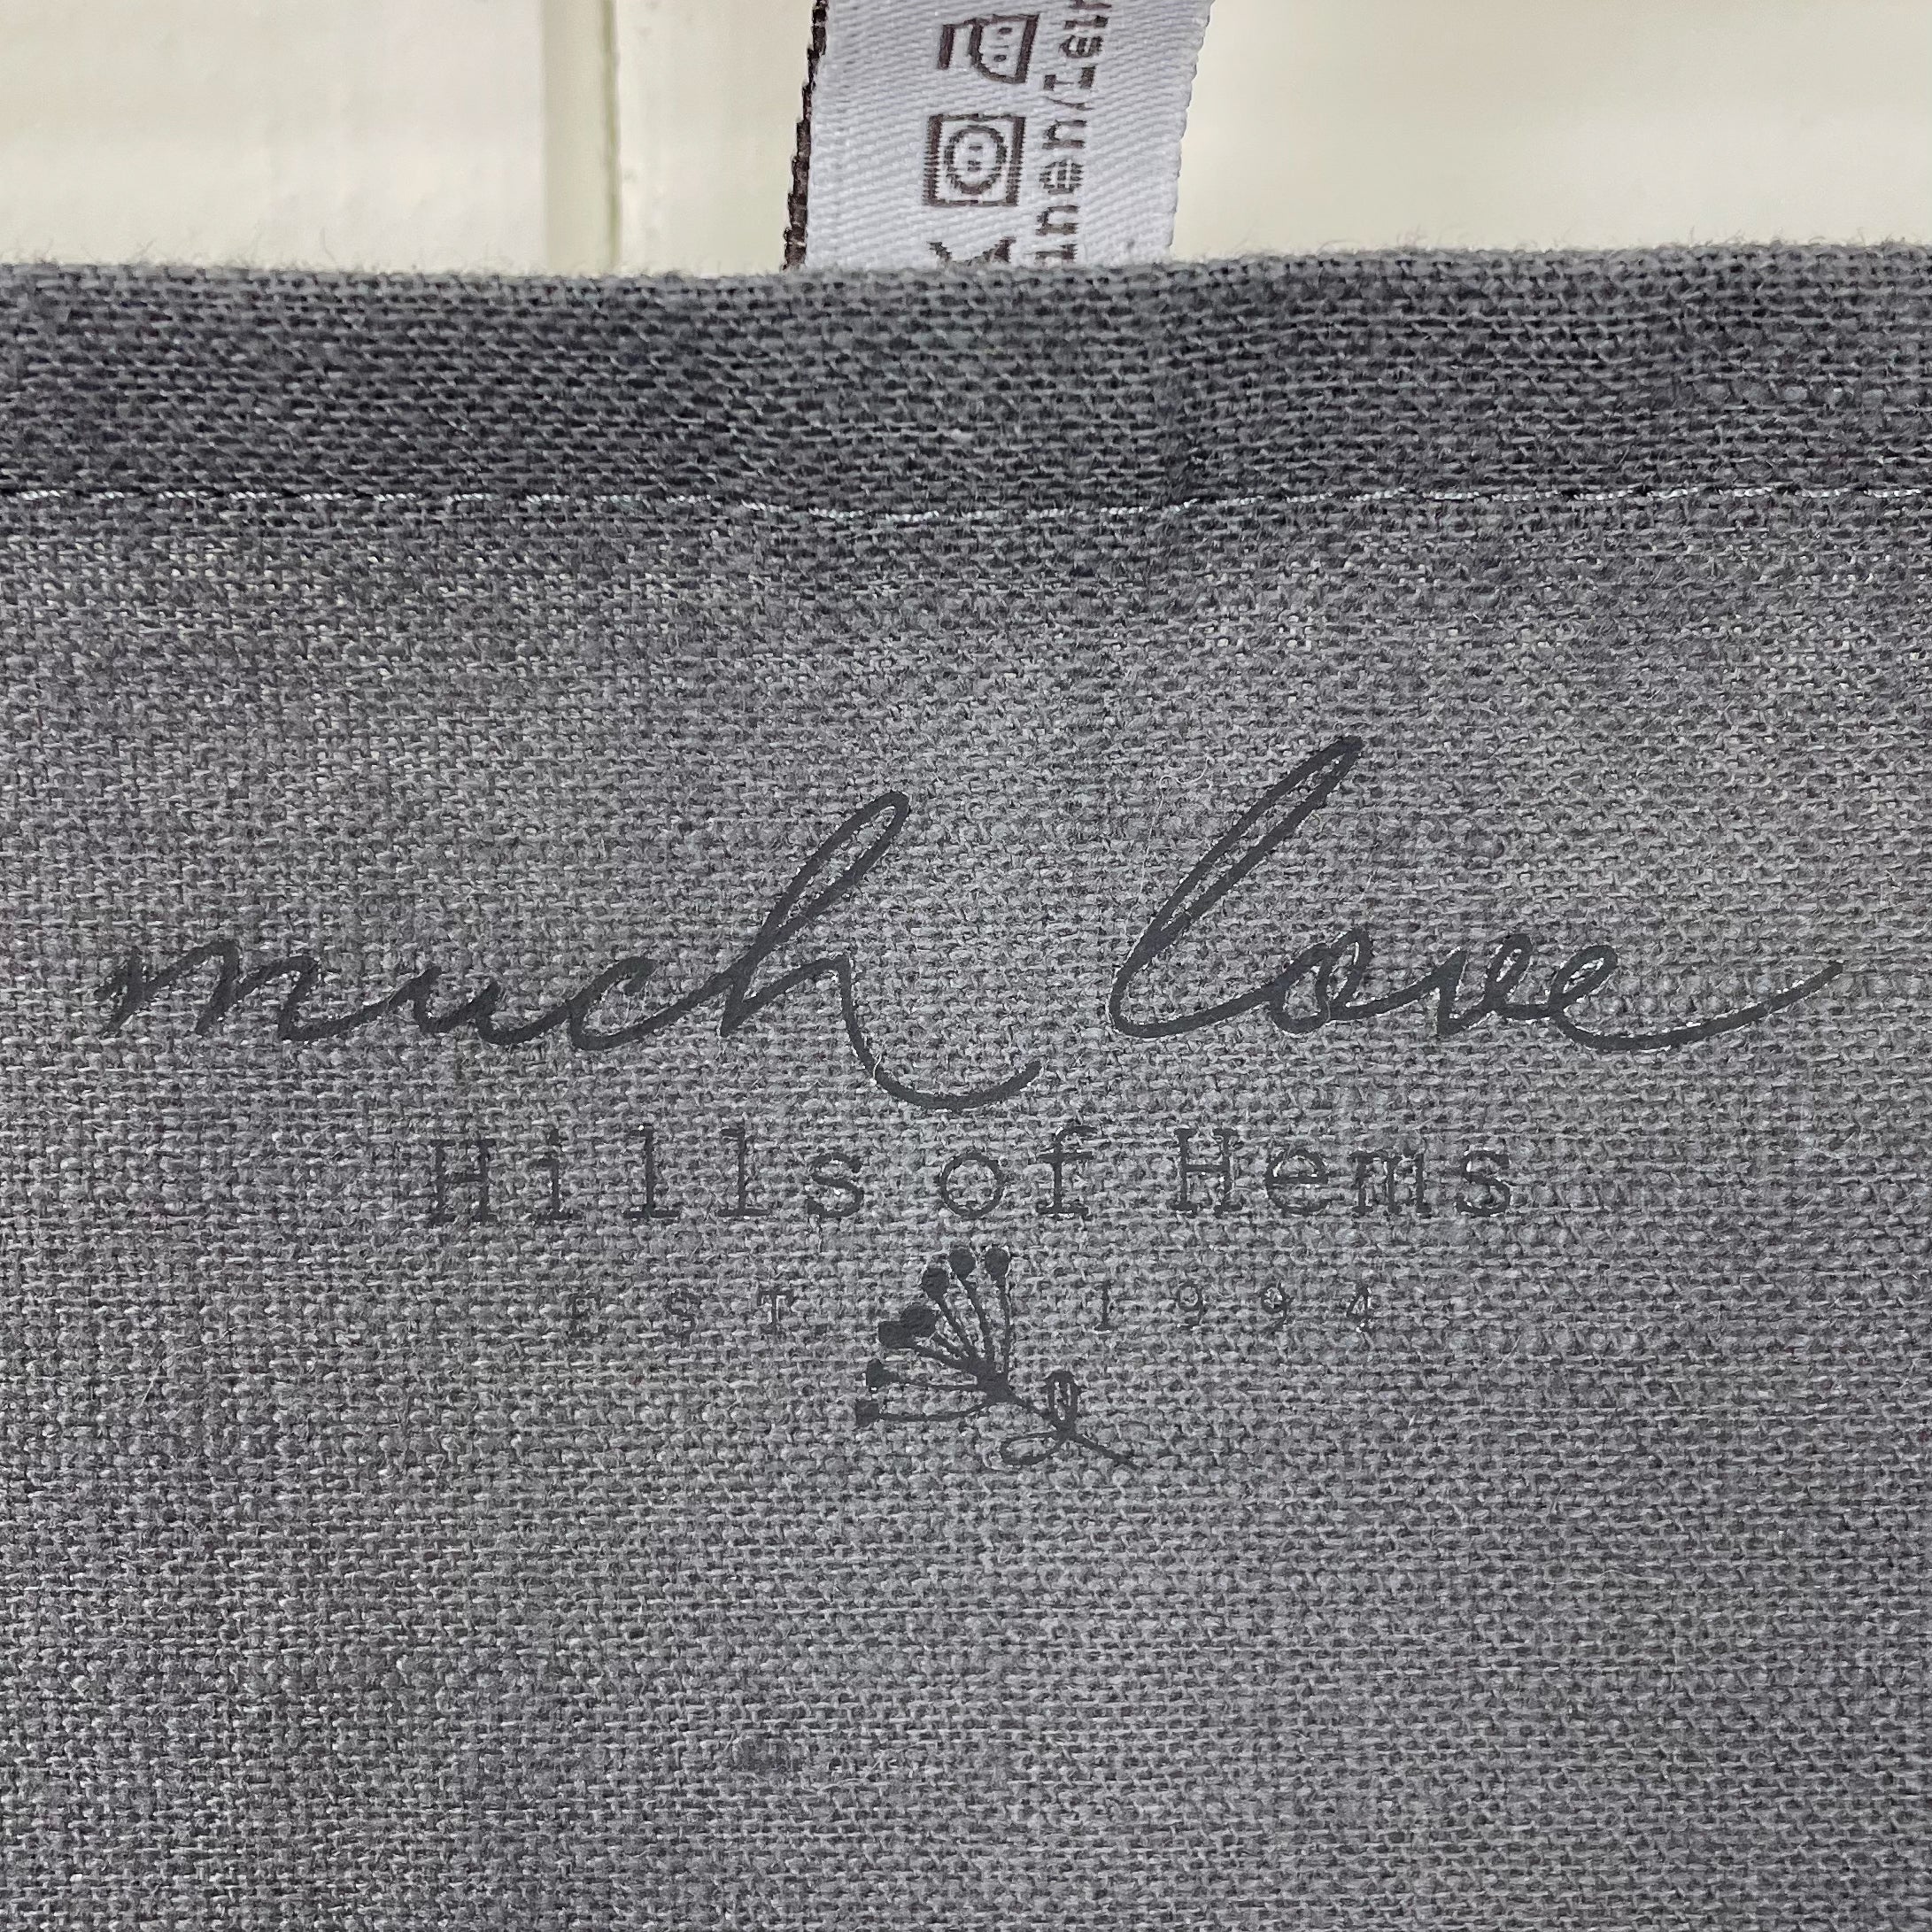 much love
Hills of Hems
EST 1994